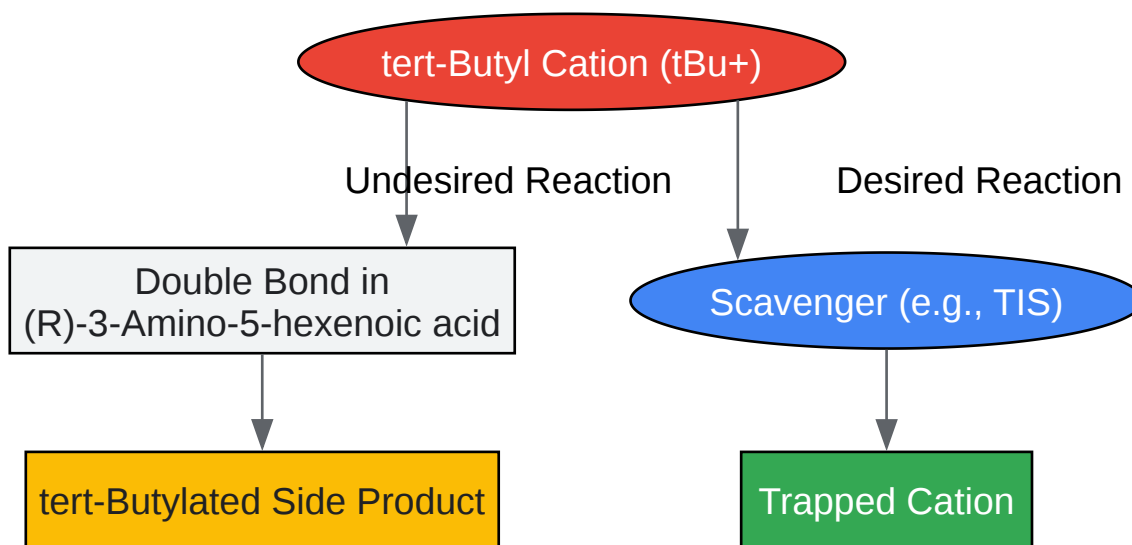 tert-Butyl Cation (tBu+)
Undesired Reaction
Desired Reaction
Double Bond in
(R)-3-Amino-5-hexenoic acid
Scavenger (e.g., TIS)
tert-Butylated Side Product
Trapped Cation